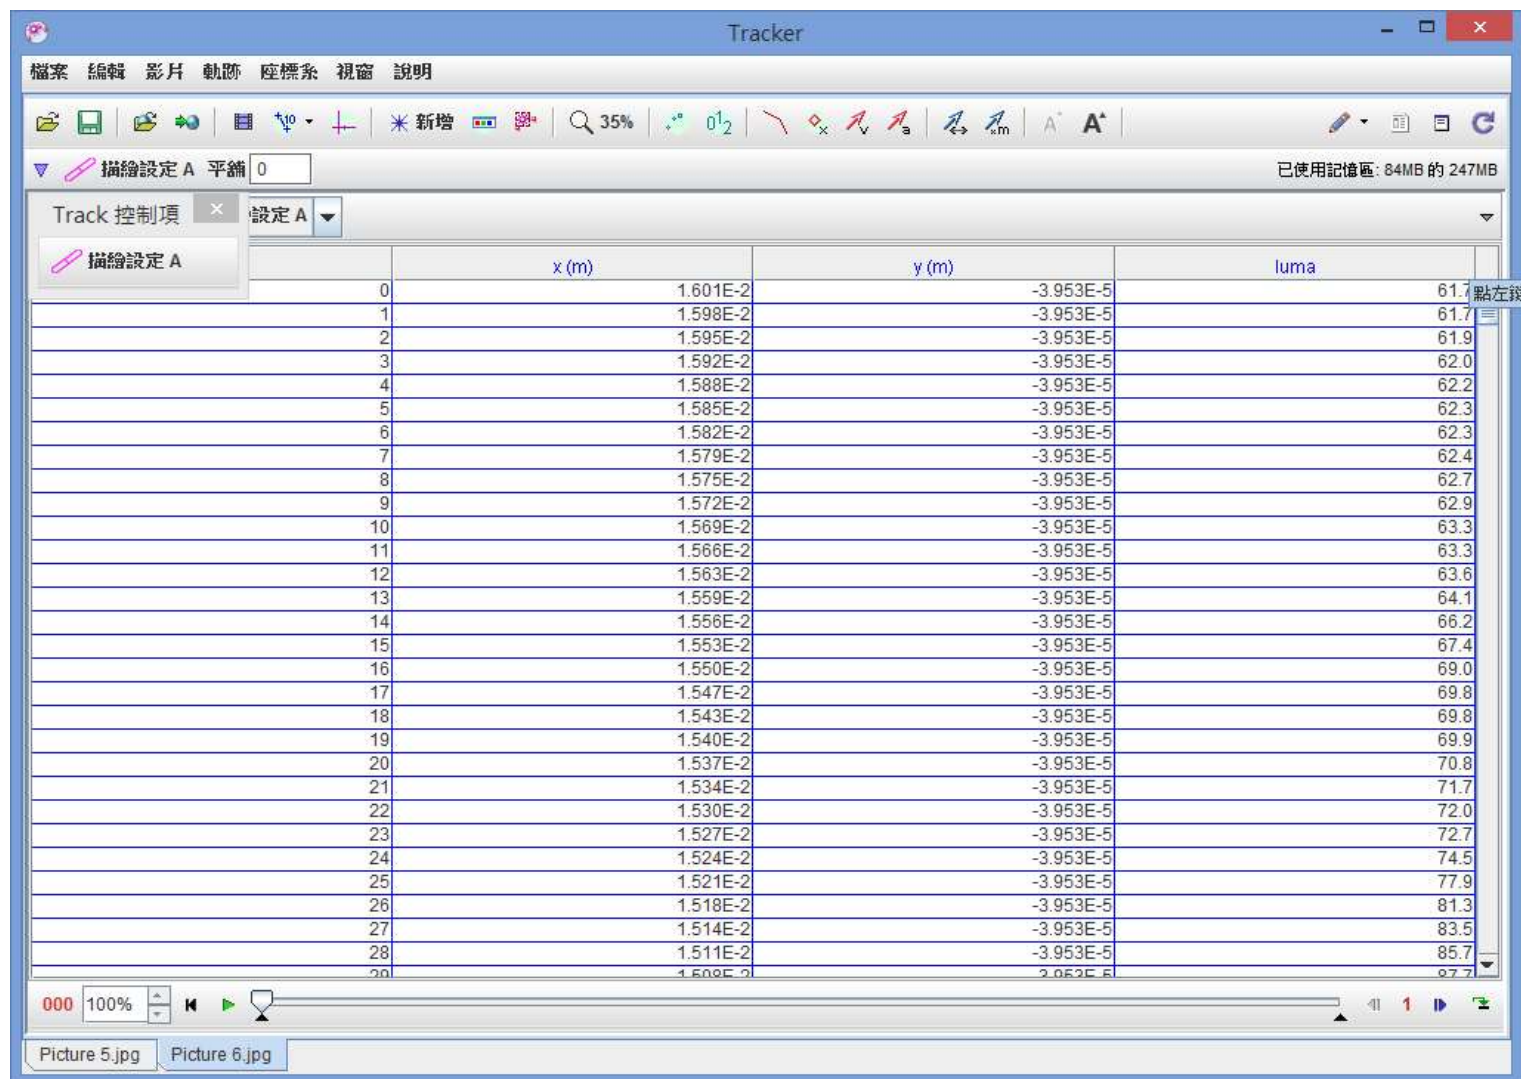 Tracker
檔案 編輯 影片 軌跡 座標系 視窗 說明
新增 35% 0¹2 v a xm A A
描繪設定 A 平鋪 0 已使用記憶區: 84MB 的 247MB
Track 控制項 設定 A
描繪設定 A
x (m) y (m) luma
0 1.601E-2 -3.953E-5 61.7 點左鍵
1 1.598E-2 -3.953E-5 61.7
2 1.595E-2 -3.953E-5 61.9
3 1.592E-2 -3.953E-5 62.0
4 1.588E-2 -3.953E-5 62.2
5 1.585E-2 -3.953E-5 62.3
6 1.582E-2 -3.953E-5 62.3
7 1.579E-2 -3.953E-5 62.4
8 1.575E-2 -3.953E-5 62.7
9 1.572E-2 -3.953E-5 62.9
10 1.569E-2 -3.953E-5 63.3
11 1.566E-2 -3.953E-5 63.3
12 1.563E-2 -3.953E-5 63.6
13 1.559E-2 -3.953E-5 64.1
14 1.556E-2 -3.953E-5 66.2
15 1.553E-2 -3.953E-5 67.4
16 1.550E-2 -3.953E-5 69.0
17 1.547E-2 -3.953E-5 69.8
18 1.543E-2 -3.953E-5 69.8
19 1.540E-2 -3.953E-5 69.9
20 1.537E-2 -3.953E-5 70.8
21 1.534E-2 -3.953E-5 71.7
22 1.530E-2 -3.953E-5 72.0
23 1.527E-2 -3.953E-5 72.7
24 1.524E-2 -3.953E-5 74.5
25 1.521E-2 -3.953E-5 77.9
26 1.518E-2 -3.953E-5 81.3
27 1.514E-2 -3.953E-5 83.5
28 1.511E-2 -3.953E-5 85.7
29 1.508E-2 -3.953E-5 87.7
000 100% 1
Picture 5.jpg Picture 6.jpg